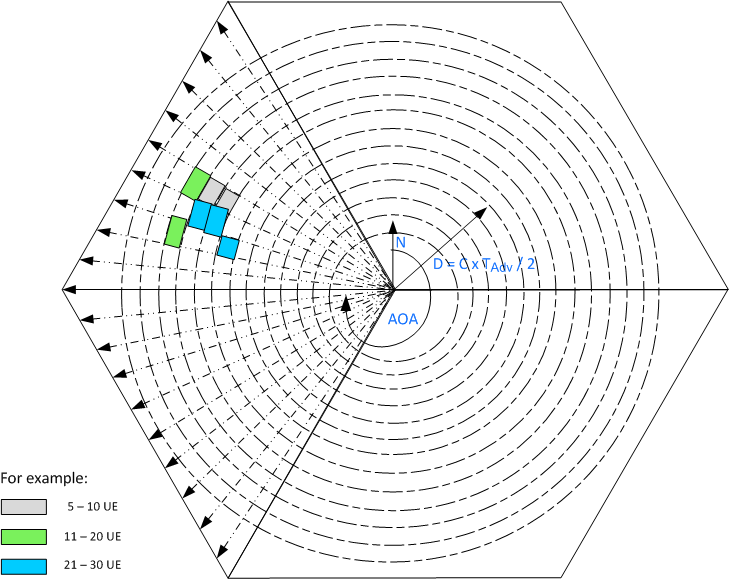 N
D = C x TAdv / 2
AOA
For example:
5 – 10 UE
11 – 20 UE
21 – 30 UE